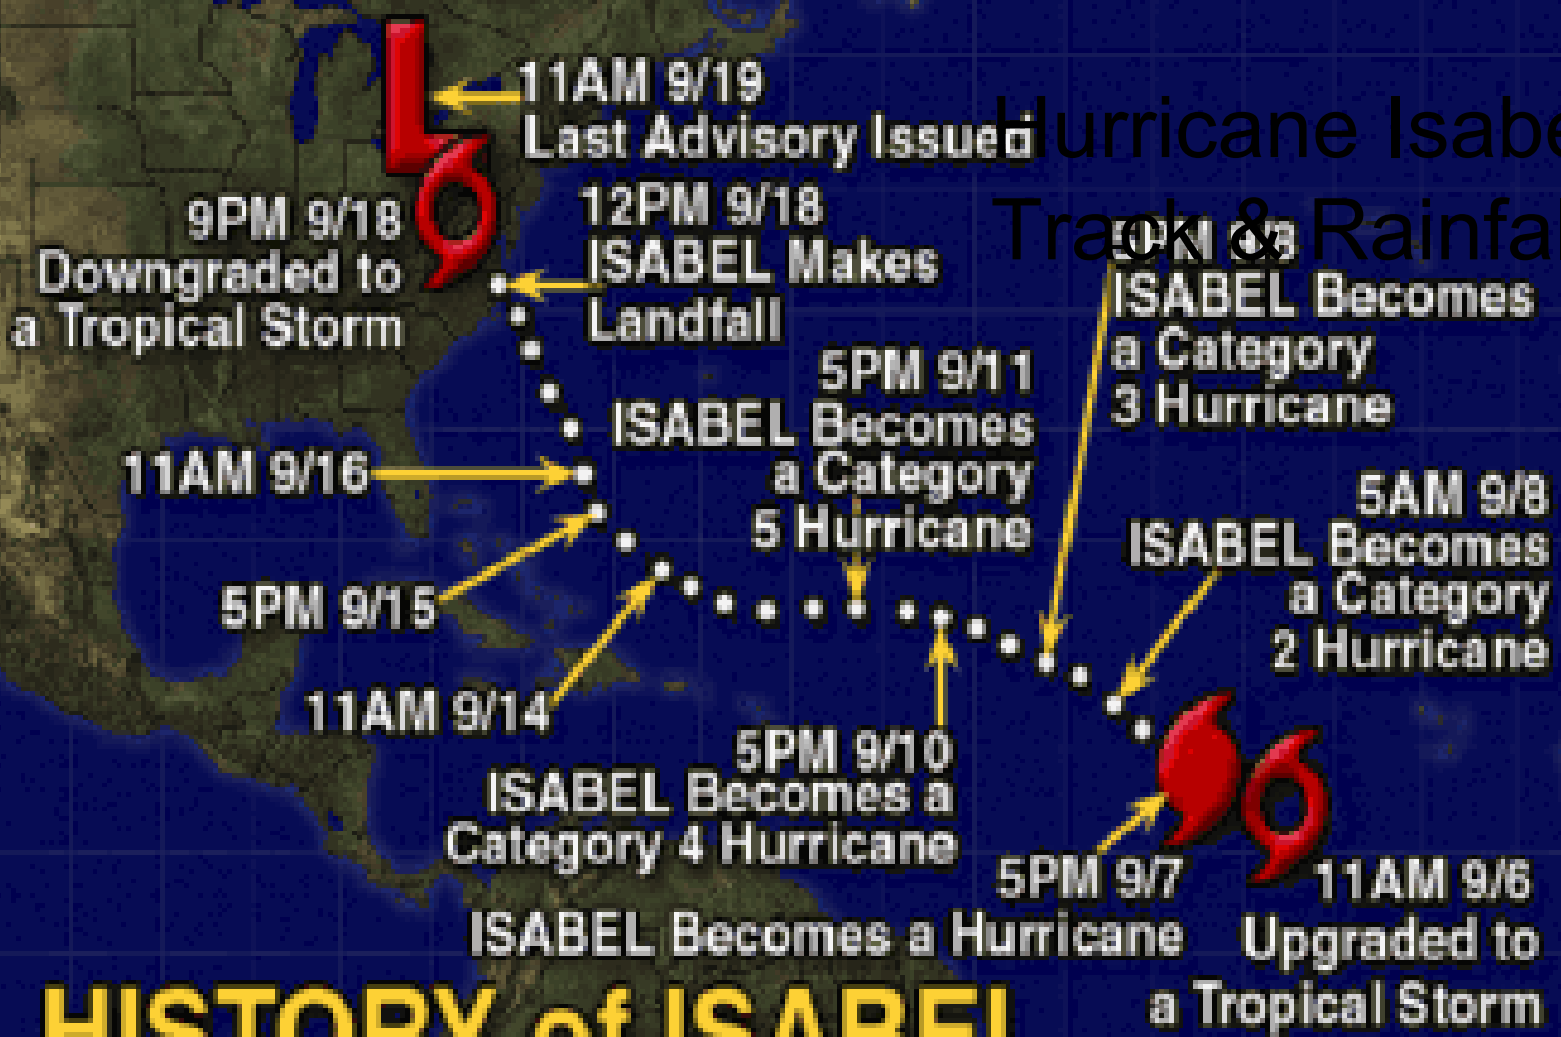 11AM 9/19
Last Advisory Issued
Hurricane
Track & 
12PM 9/18
ISABEL Makes
Landfall
9PM 9/18
Downgraded to
a Tropical Storm
ISABEL Becomes
a Category
3 Hurricane
5PM 9/11
ISABEL Becomes
a Category
5 Hurricane
11AM 9/16
5AM 9/8
ISABEL Becomes
a Category
2 Hurricane
5PM 9/15
11AM 9/14
5PM 9/10
ISABEL Becomes a
Category 4 Hurricane
5PM 9/7
ISABEL Becomes a Hurricane
11AM 9/6
Upgraded to
a Tropical Storm
HISTORY of ISABEL